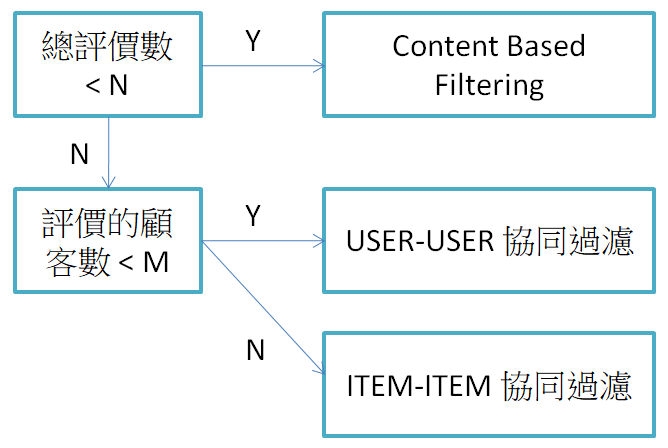 總評價數
< N
Y
Content Based
Filtering
N
評價的顧
客數 < M
Y
USER-USER 協同過濾
N
ITEM-ITEM 協同過濾